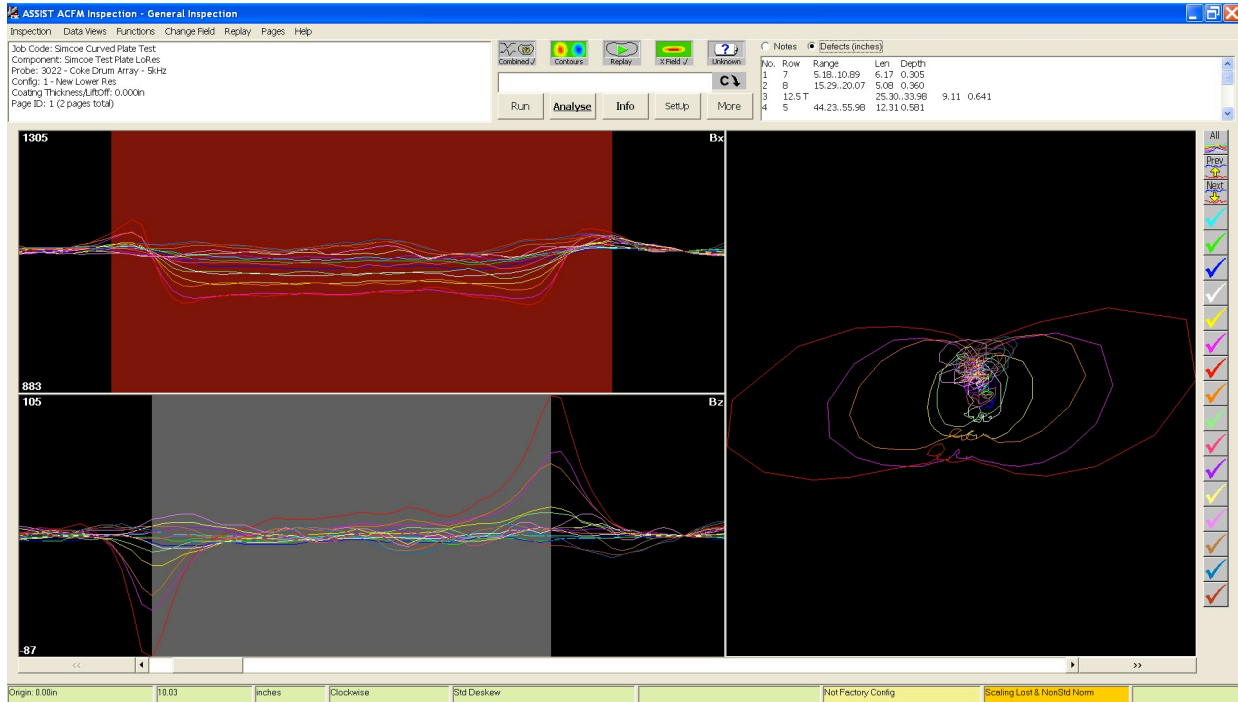 ASSIST ACFM Inspection - General Inspection
Inspection Data Views Functions Change Field Replay Pages Help
Job Code: Simcoe Curved Plate Test
Component: Simcoe Test Plate LoRes
Probe: 3022 - Coke Drum Array - 5kHz
Config: 1 - New Lower Res
Coating Thickness/LiftOff: 0.000in
Page ID: 1 (2 pages total)
Combined √ Contours Replay X Field √ Unknown
C
Run Analyse Info SetUp More
Notes Defects (inches)
No. Row Range Len Depth
1 7 5.18..10.89 6.17 0.305
2 8 15.29..20.07 5.08 0.360
3 12.5 T 25.30..33.98 9.11 0.641
4 5 44.23..55.98 12.31 0.581
1305 Bx
883
105 Bz
-87
All
Prev
Next
<< >>
Origin: 0.00in 10.03 inches Clockwise Std Deskew Not Factory Config Scaling Lost & NonStd Norm